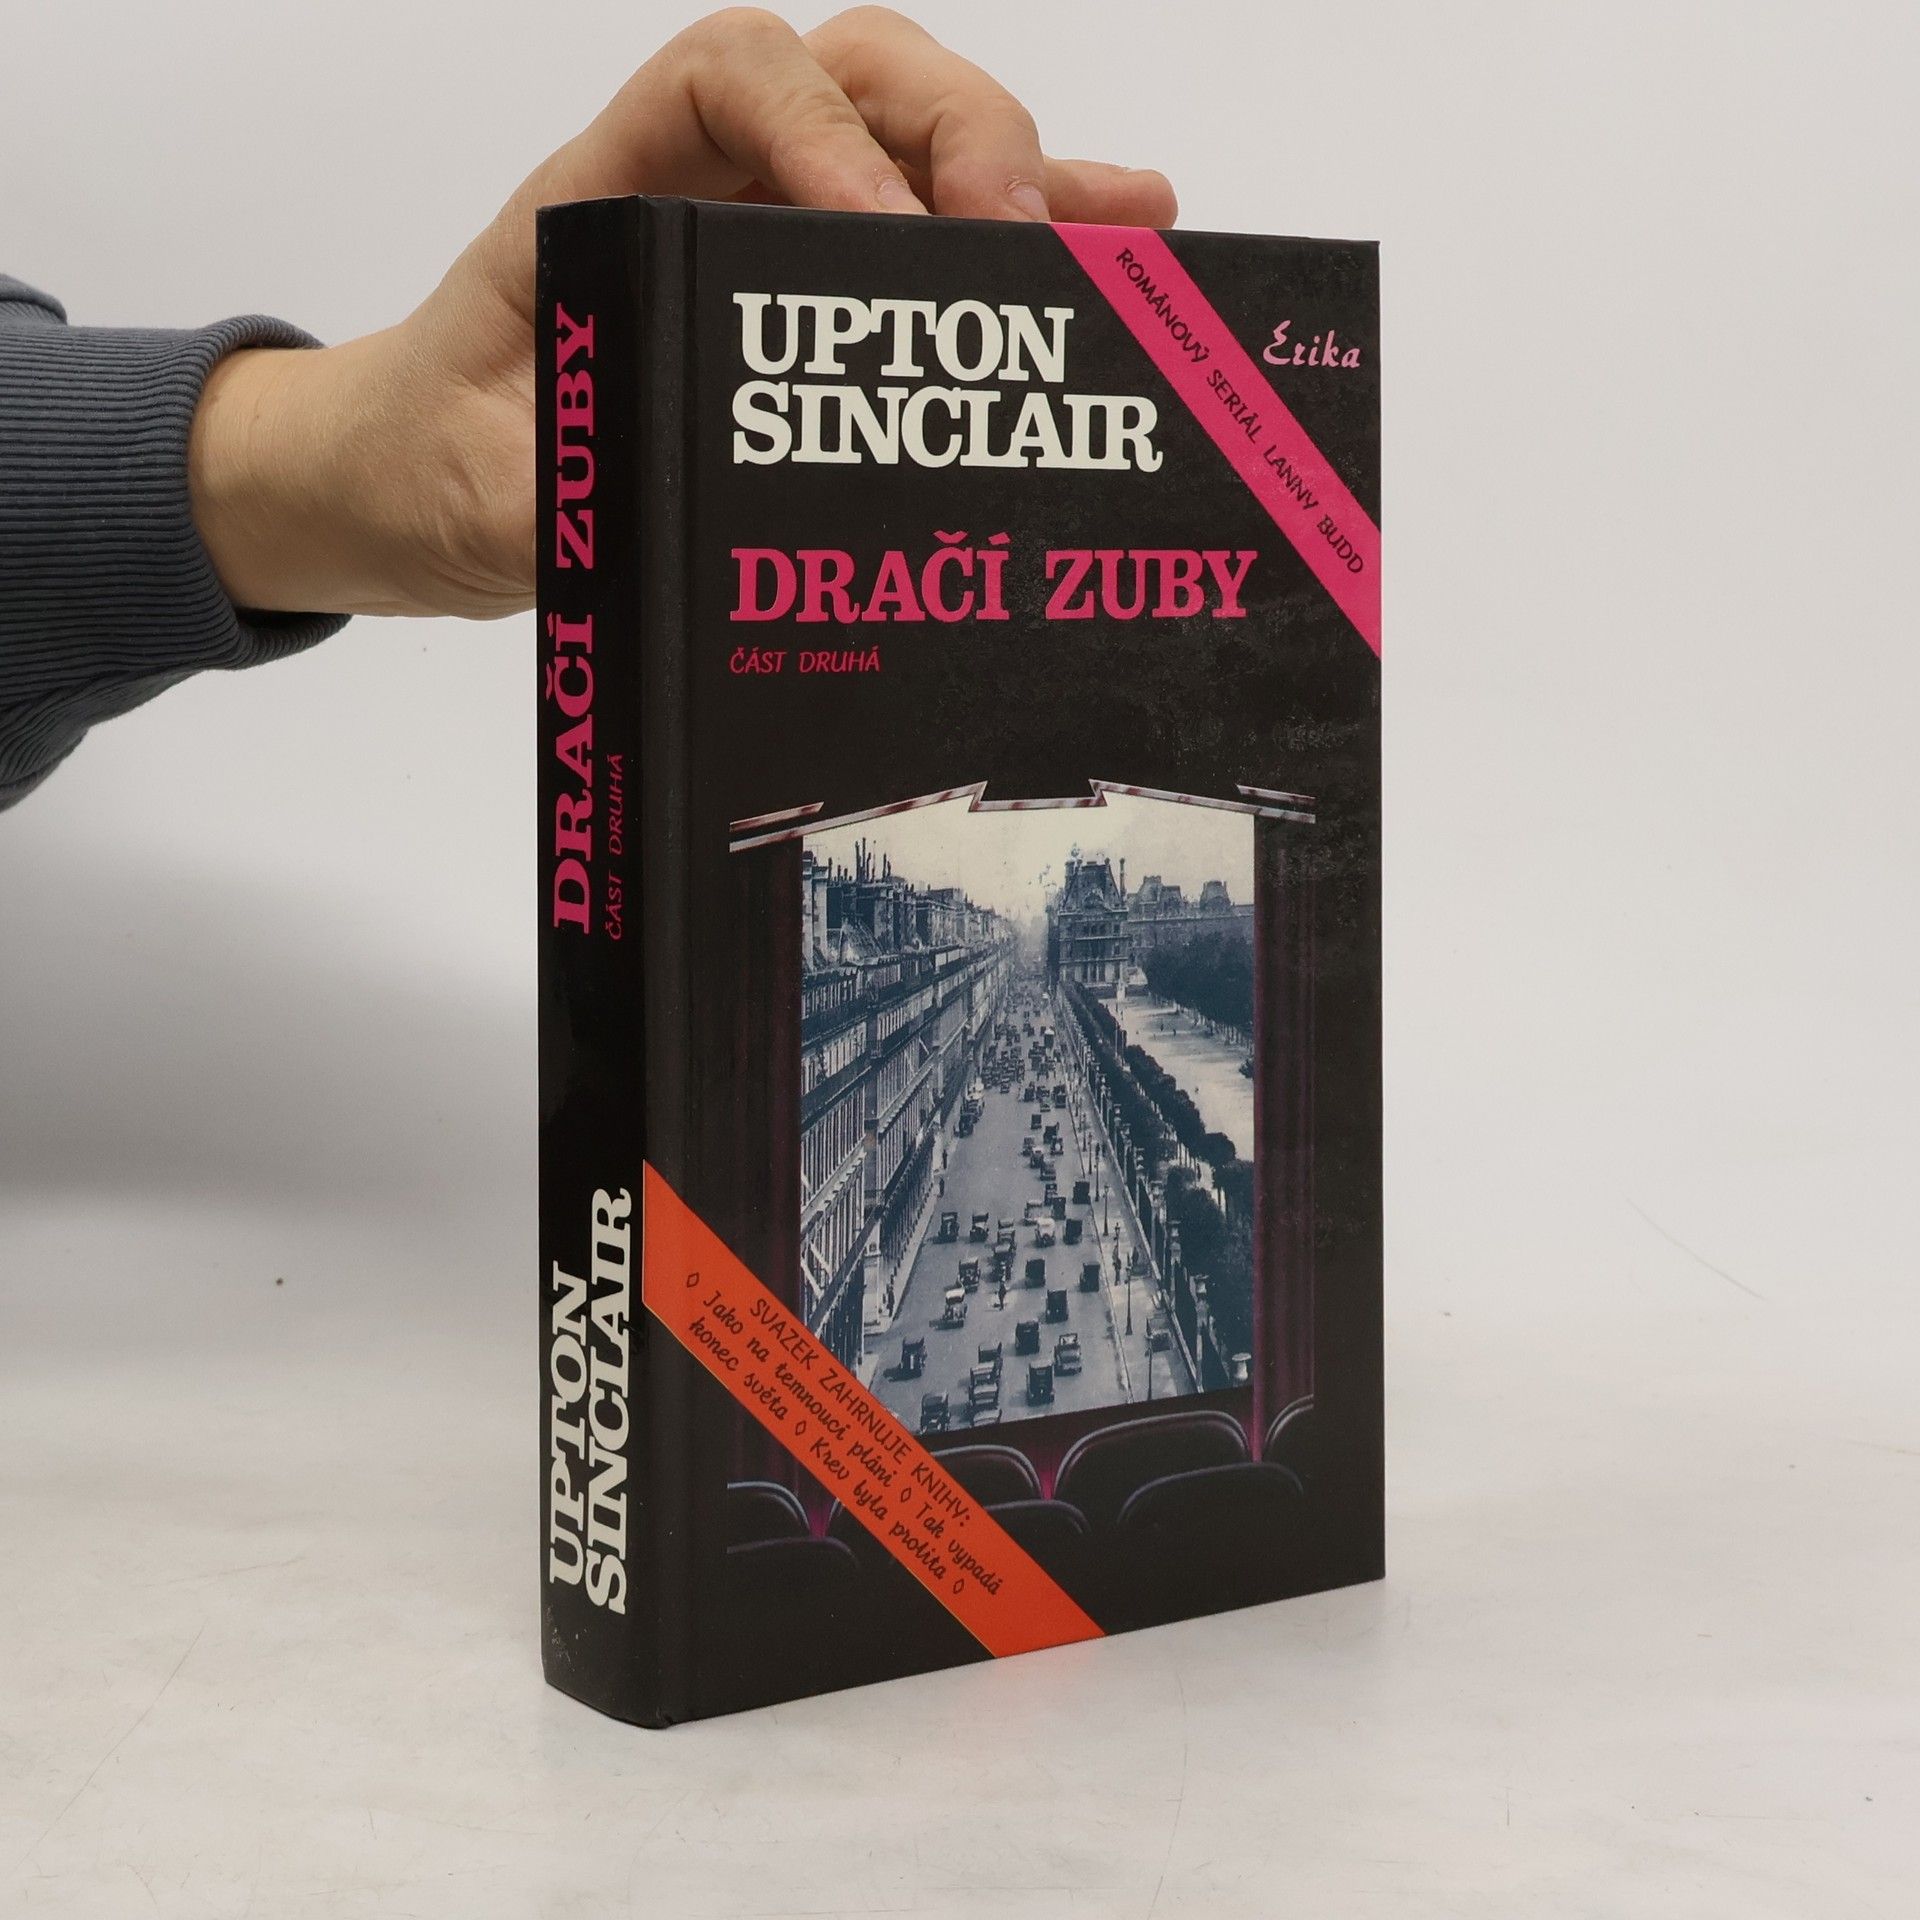 UPTON
SINCLAIR
ROMÁNOVÝ SERIÁL LANNY BUDD
Erika
DRAČÍ ZUBY
ČÁST DRUHÁ
SVAZEK ZAHRNUJE KNIHY:
◊ Jako na temnoucí pláni ◊ Tak vypadá
konec světa ◊ Krev byla prolita ◊
DRAČÍ ZUBY
ČÁST DRUHÁ
UPTON
SINCLAIR